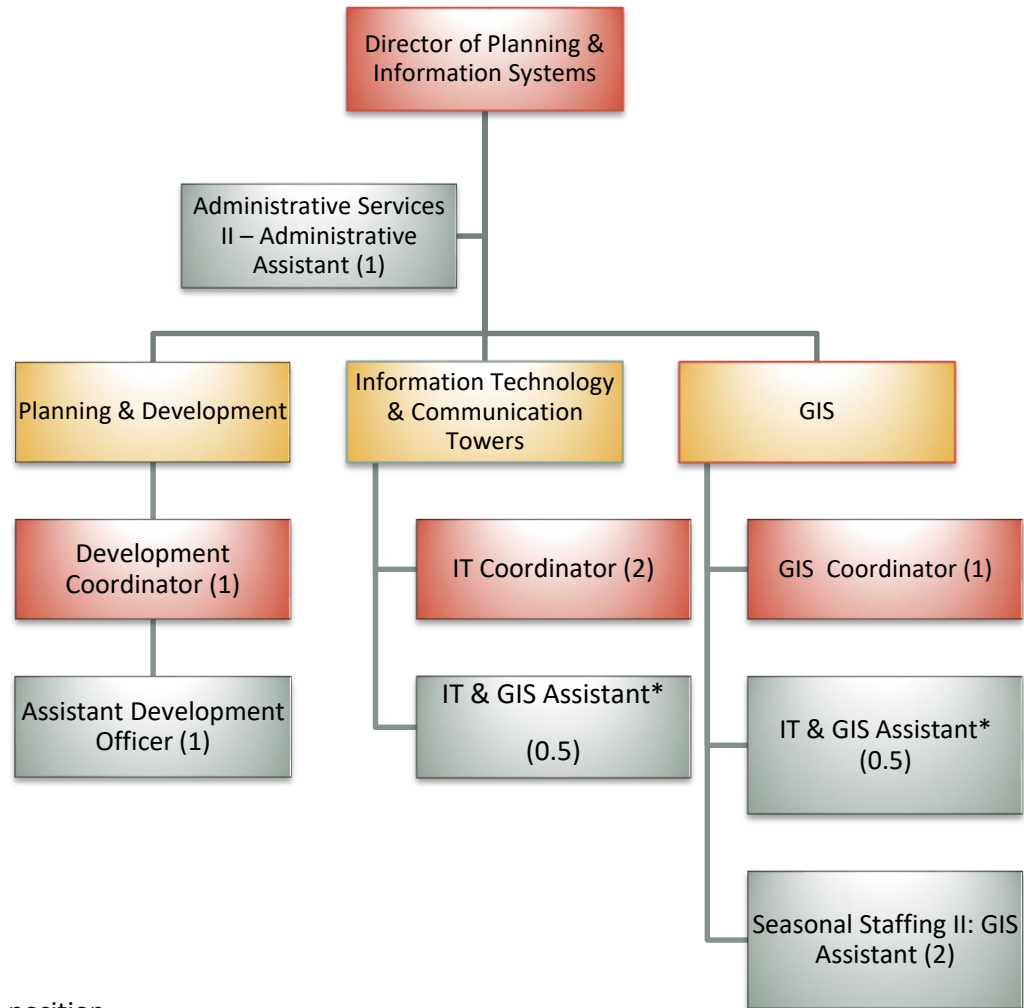 Director of Planning &
Information Systems
Administrative Services
II – Administrative
Assistant (1)
Planning & Development
Information Technology
& Communication
Towers
GIS
Development
Coordinator (1)
IT Coordinator (2)
GIS Coordinator (1)
Assistant Development
Officer (1)
IT & GIS Assistant*
(0.5)
IT & GIS Assistant*
(0.5)
Seasonal Staffing II: GIS
Assistant (2)
position